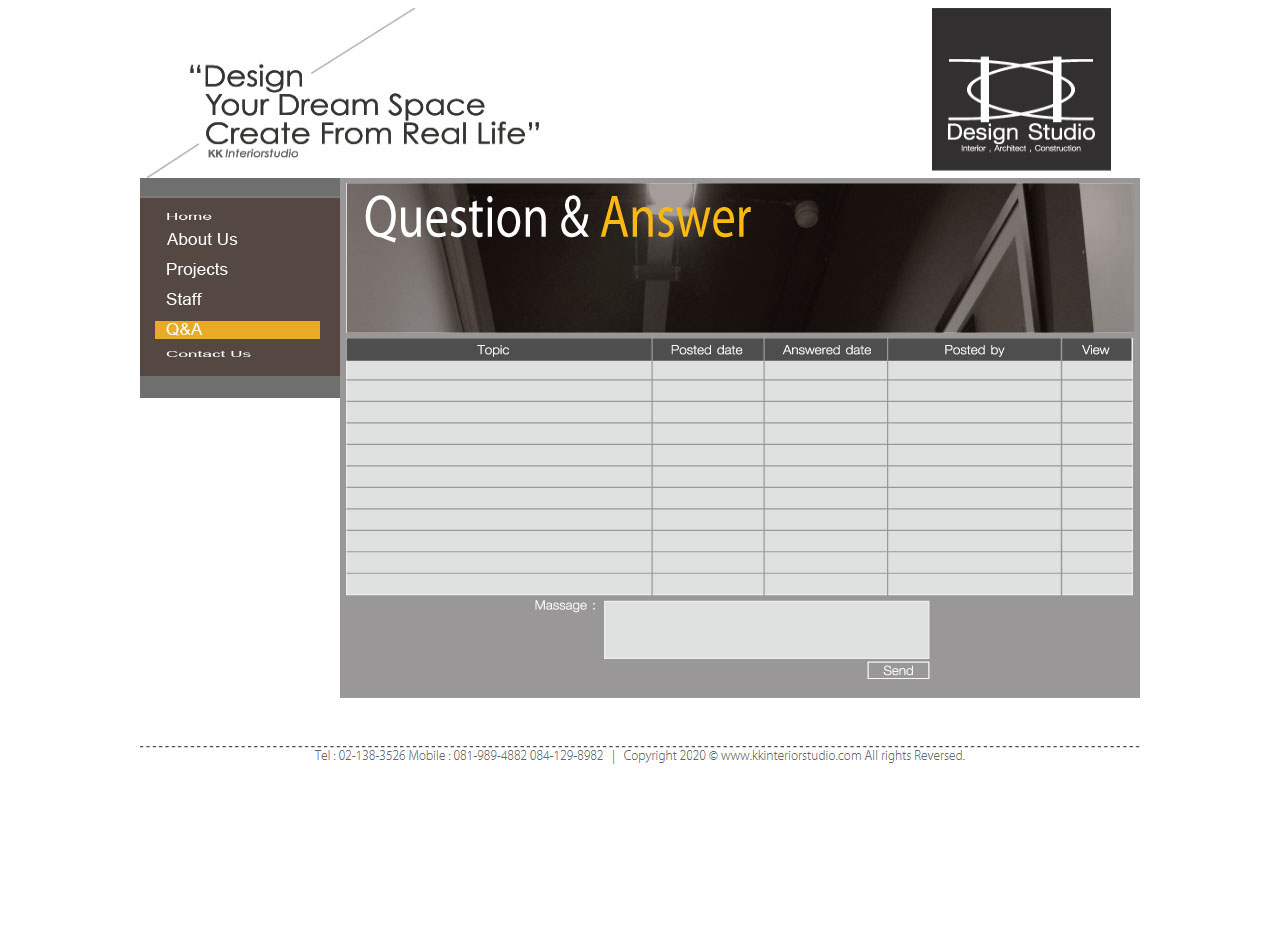 “Design
Your Dream Space
Create From Real Life”
KK Interiorstudio
Design Studio
Interior , Architect , Construction
Home
About Us
Projects
Staff
Q&A
Contact Us
Question & Answer
Topic Posted date Answered date Posted by View
Massage :
Send
Tel : 02-138-3526 Mobile : 081-989-4882 084-129-8982 | Copyright 2020 © www.kkinteriorstudio.com All rights Reversed.